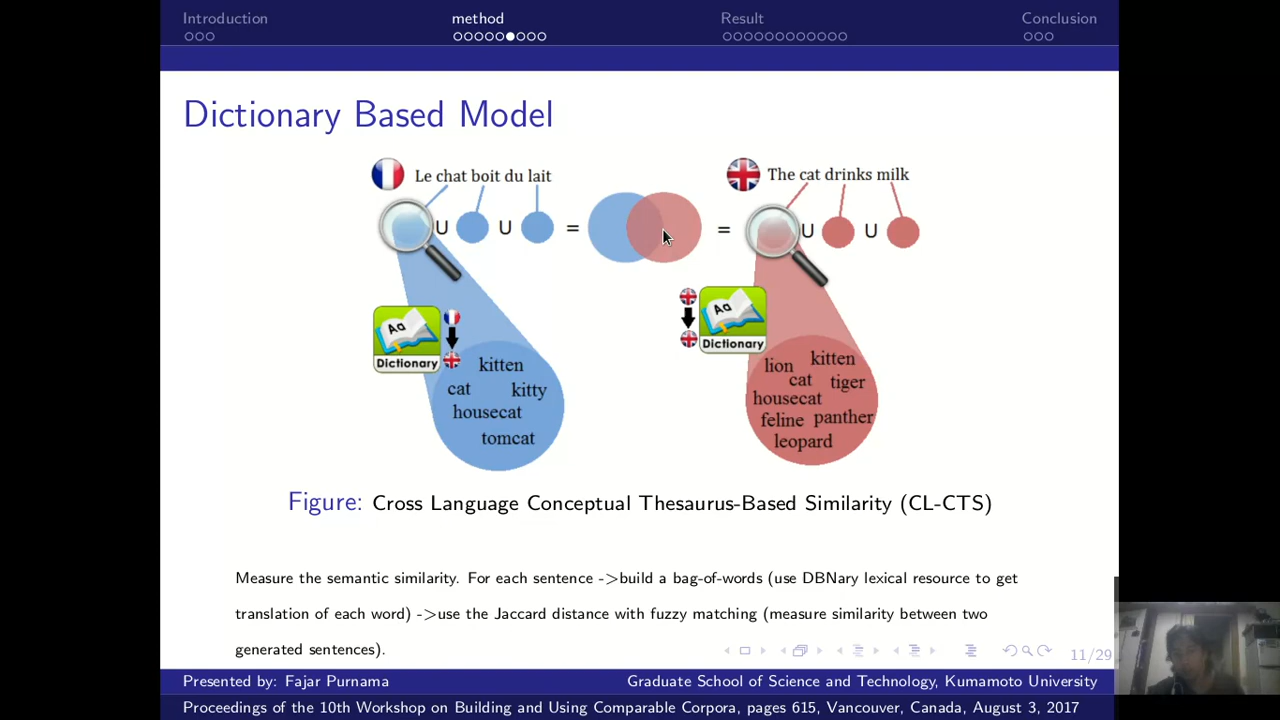 Introduction
method
Result
Conclusion
Dictionary Based Model
Le chat boit du lait
The cat drinks milk
U U =
= U U
Aa
Dictionary
Aa
Dictionary
kitten
cat kitty
housecat
tomcat
lion kitten
cat tiger
housecat
feline panther
leopard
Figure: Cross Language Conceptual Thesaurus-Based Similarity (CL-CTS)
Measure the semantic similarity. For each sentence ->build a bag-of-words (use DBNary lexical resource to get
translation of each word) ->use the Jaccard distance with fuzzy matching (measure similarity between two
generated sentences).
11/29
Presented by: Fajar Purnama
Graduate School of Science and Technology, Kumamoto University
Proceedings of the 10th Workshop on Building and Using Comparable Corpora, pages 615, Vancouver, Canada, August 3, 2017